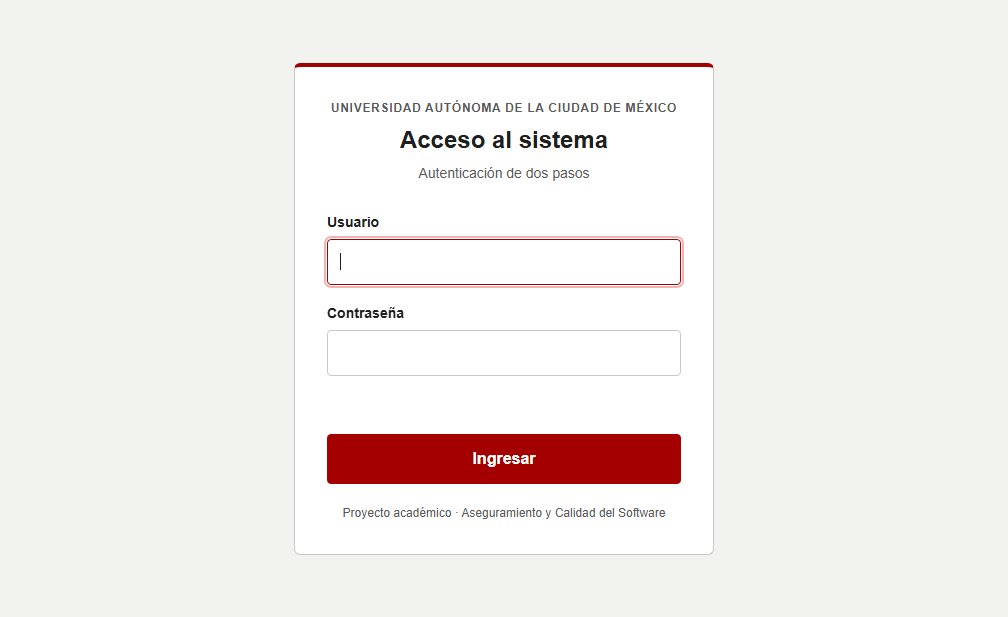 UNIVERSIDAD AUTÓNOMA DE LA CIUDAD DE MÉXICO
Acceso al sistema
Autenticación de dos pasos
Usuario
Contraseña
Ingresar
Proyecto académico · Aseguramiento y Calidad del Software